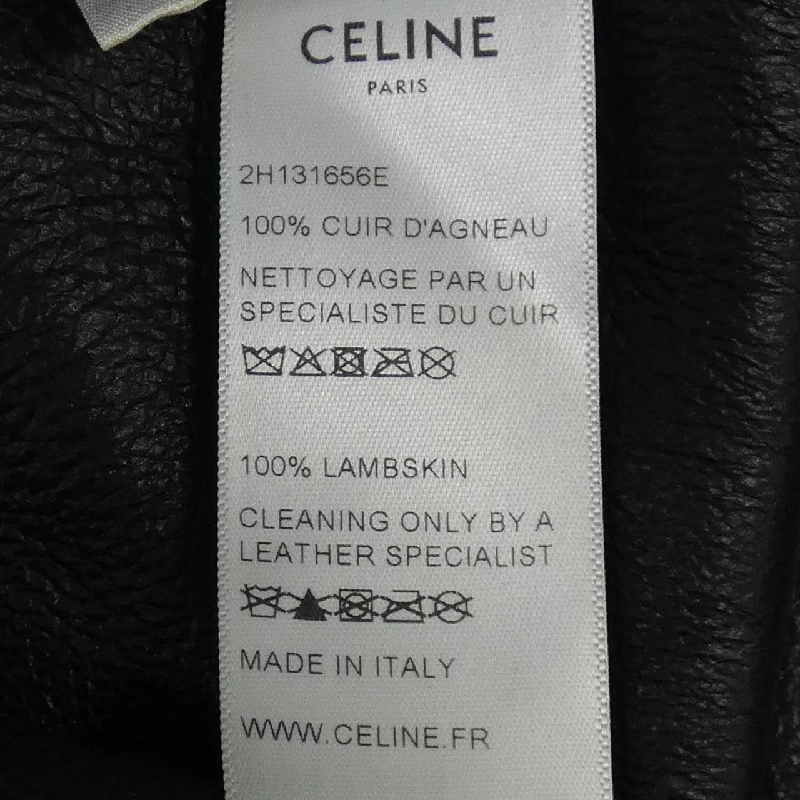 CELINE
PARIS
2H131656E
100% CUIR D'AGNEAU
NETTOYAGE PAR UN
SPECIALISTE DU CUIR
100% LAMBSKIN
CLEANING ONLY BY A
LEATHER SPECIALIST
MADE IN ITALY
WWW.CELINE.FR